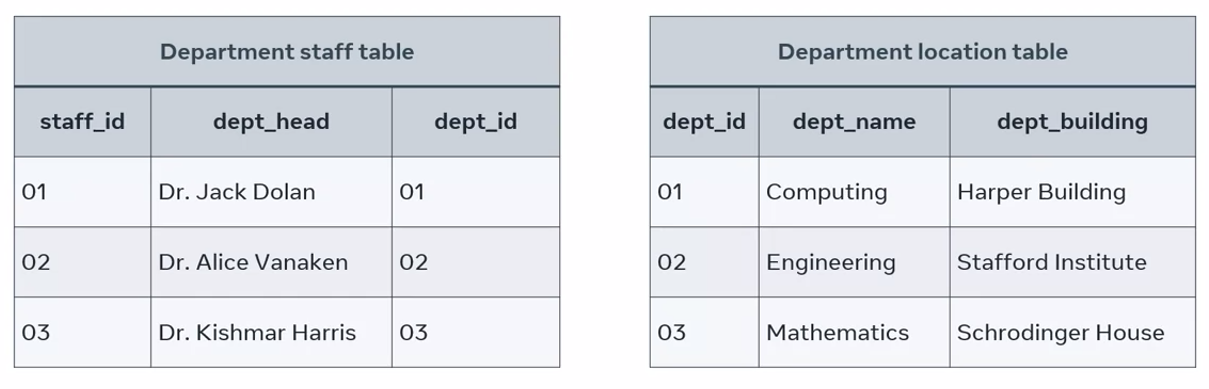 Department staff table
staff_id dept_head dept_id
01 Dr. Jack Dolan 01
02 Dr. Alice Vanaken 02
03 Dr. Kishmar Harris 03
Department location table
dept_id dept_name dept_building
01 Computing Harper Building
02 Engineering Stafford Institute
03 Mathematics Schrodinger House